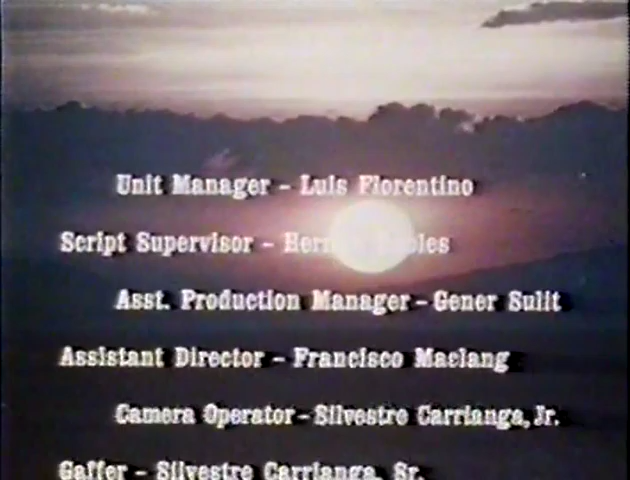 Unit Manager - Luis Florentino
Script Supervisor -
Asst. Production Manager - Gener Sulit
Assistant Director - Francisco Maclang
Camera Operator - Silvestre Carrianga, Jr.
Gaffer - Silvestre Carrianga, Sr.